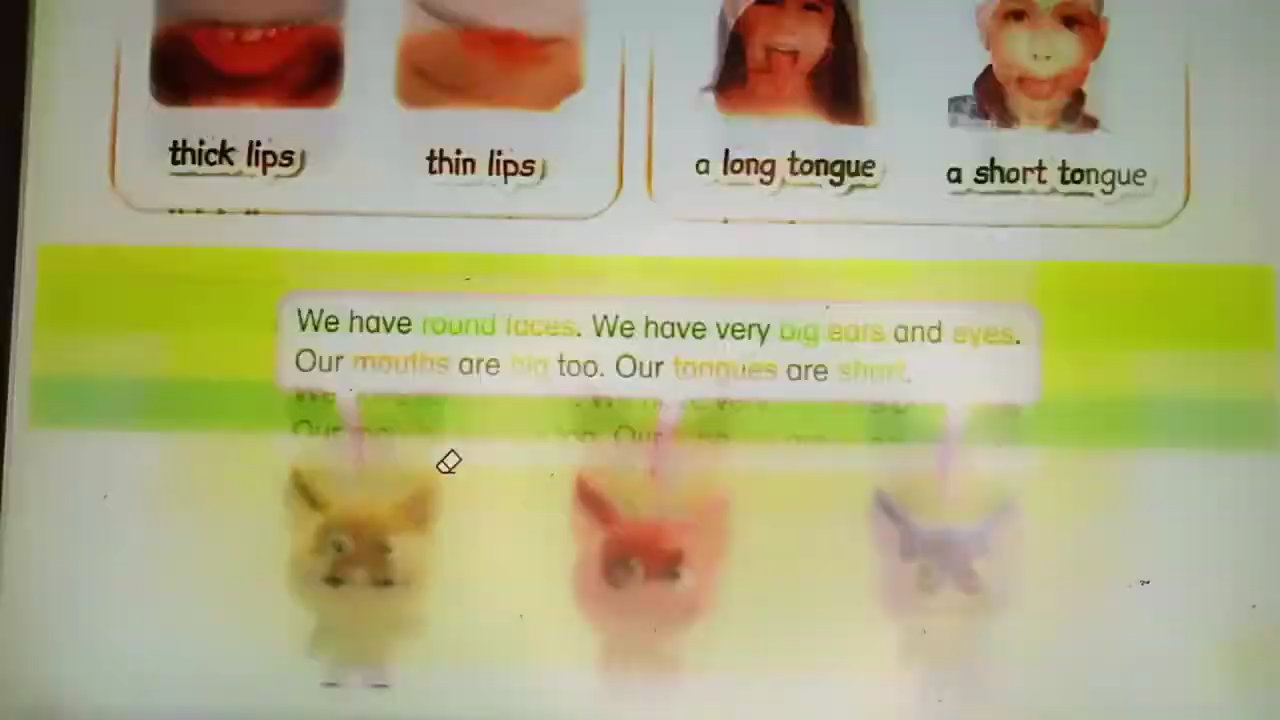 thick lips
thin lips
a long tongue
a short tongue
We have round faces. We have very big ears and eyes.
Our mouths are big too. Our tongues are short.